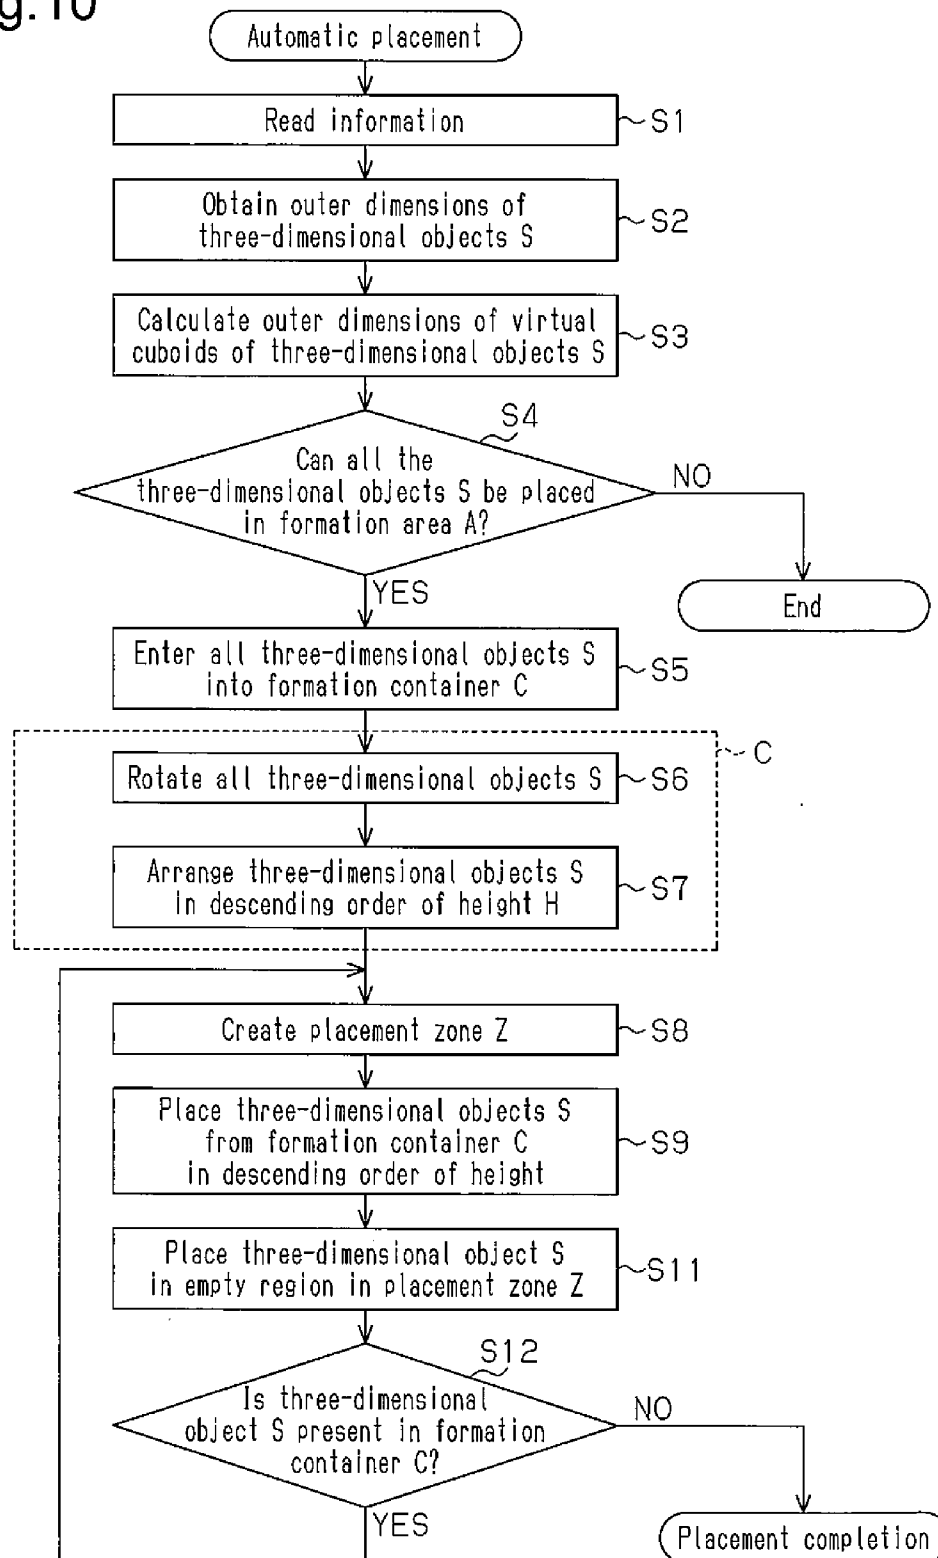 g.10
Automatic placement
Read information
S1
Obtain outer dimensions of
three-dimensional objects S
S2
Calculate outer dimensions of virtual
cuboids of three-dimensional objects S
S3
S4
Can all the
three-dimensional objects S be placed
in formation area A?
NO
YES
End
Enter all three-dimensional objects S
into formation container C
S5
C
Rotate all three-dimensional objects S
S6
Arrange three-dimensional objects S
in descending order of height H
S7
Create placement zone Z
S8
Place three-dimensional objects S
from formation container C
in descending order of height
S9
Place three-dimensional object S
in empty region in placement zone Z
S11
S12
Is three-dimensional
object S present in formation
container C?
NO
YES
Placement completion